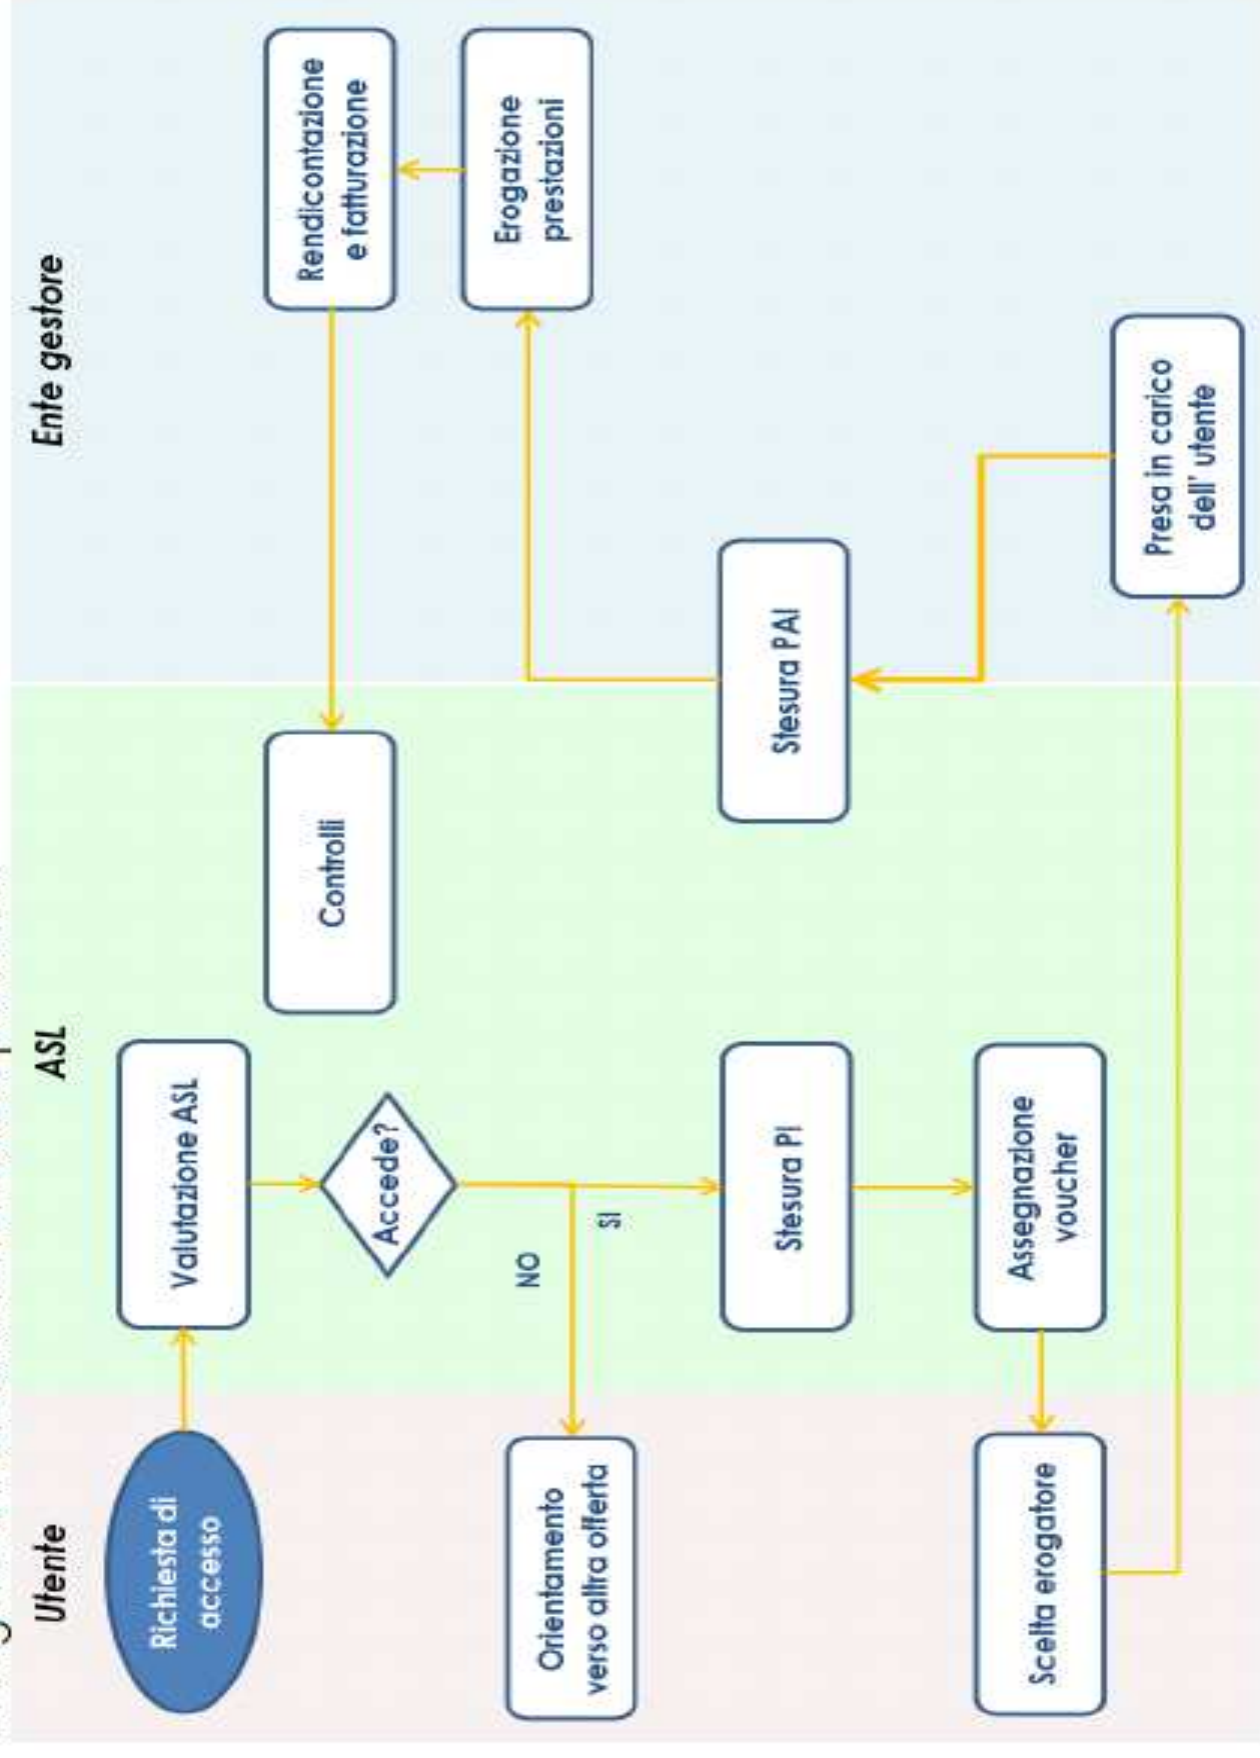 Utente
ASL
Ente gestore
Richiesta di
accesso
Valutazione ASL
Accede?
NO
SI
Orientamento
verso altra offerta
Stesura PI
Assegnazione
voucher
Scelta erogatore
Presa in carico
dell' utente
Stesura PAI
Erogazione
prestazioni
Rendicontazione
e fatturazione
Controlli